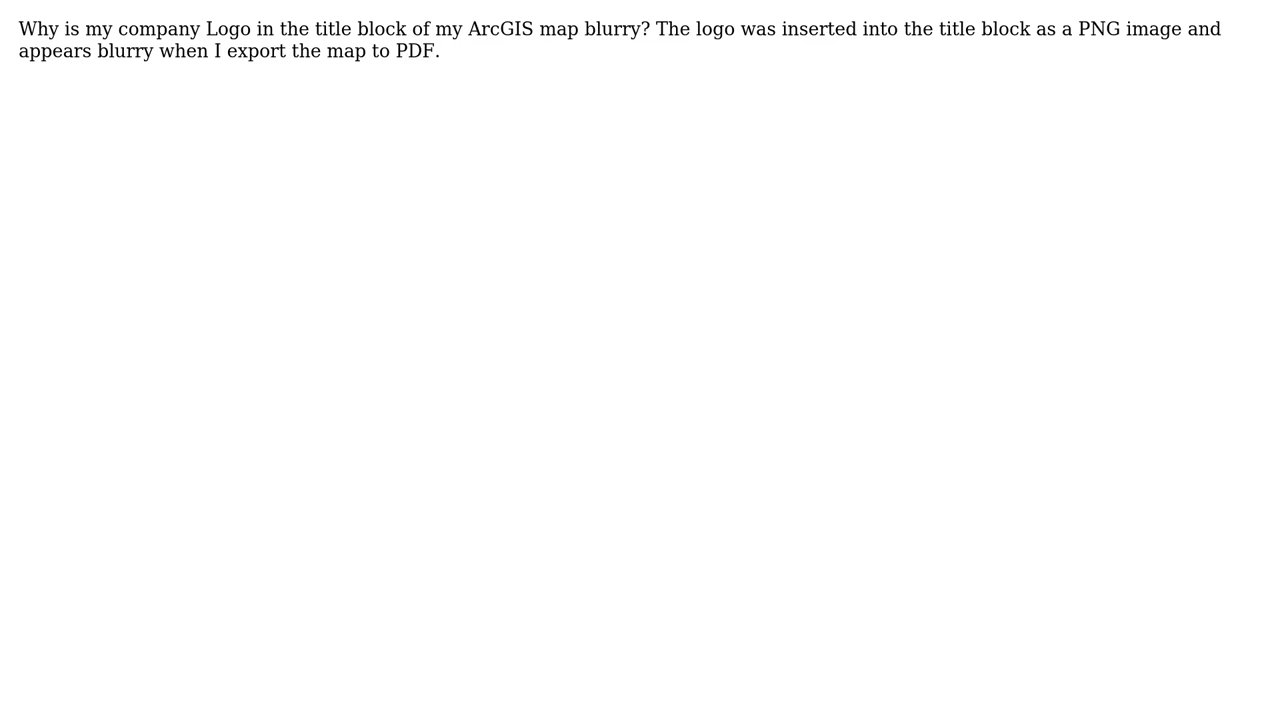 Why is my company Logo in the title block of my ArcGIS map blurry? The logo was inserted into the title block as a PNG image and
appears blurry when I export the map to PDF.